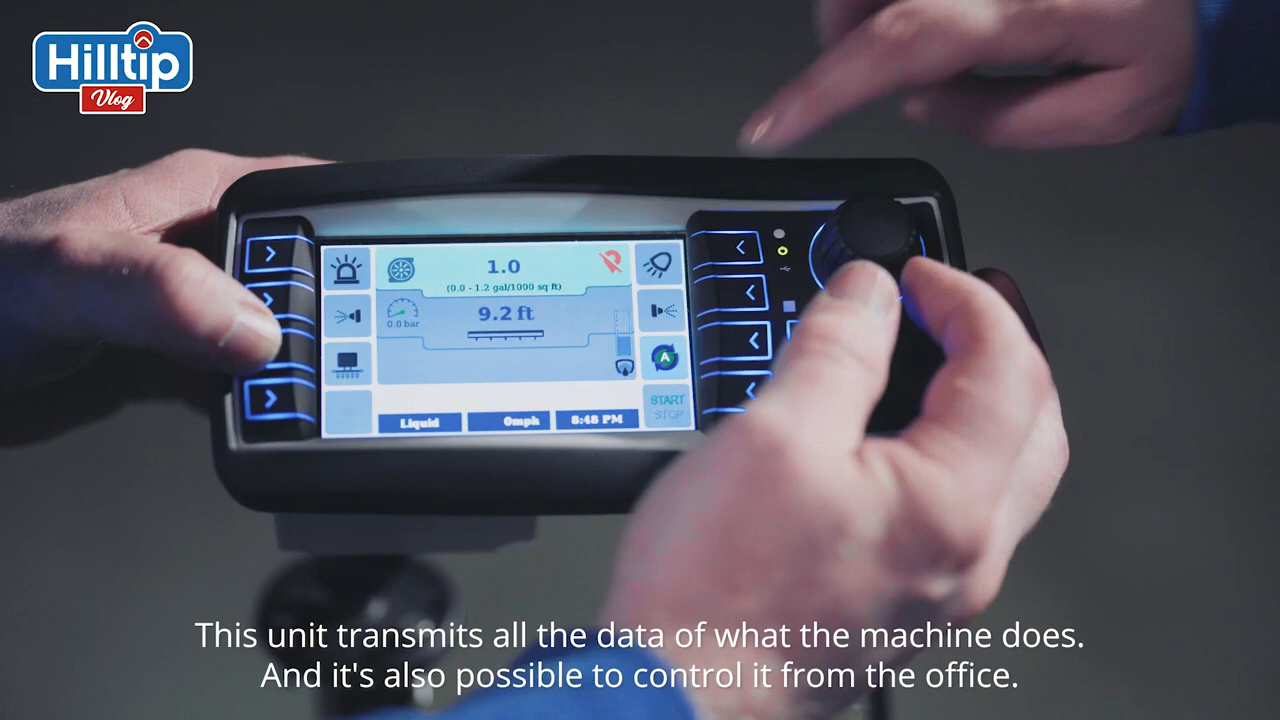 Hilltip
Vlog
1.0
(0.0 - 1.2 gal/1000 sq ft)
0.0 bar
9.2 ft
A
START
STOP
Liquid
0mph
8:48 PM
This unit transmits all the data of what the machine does.
And it's also possible to control it from the office.